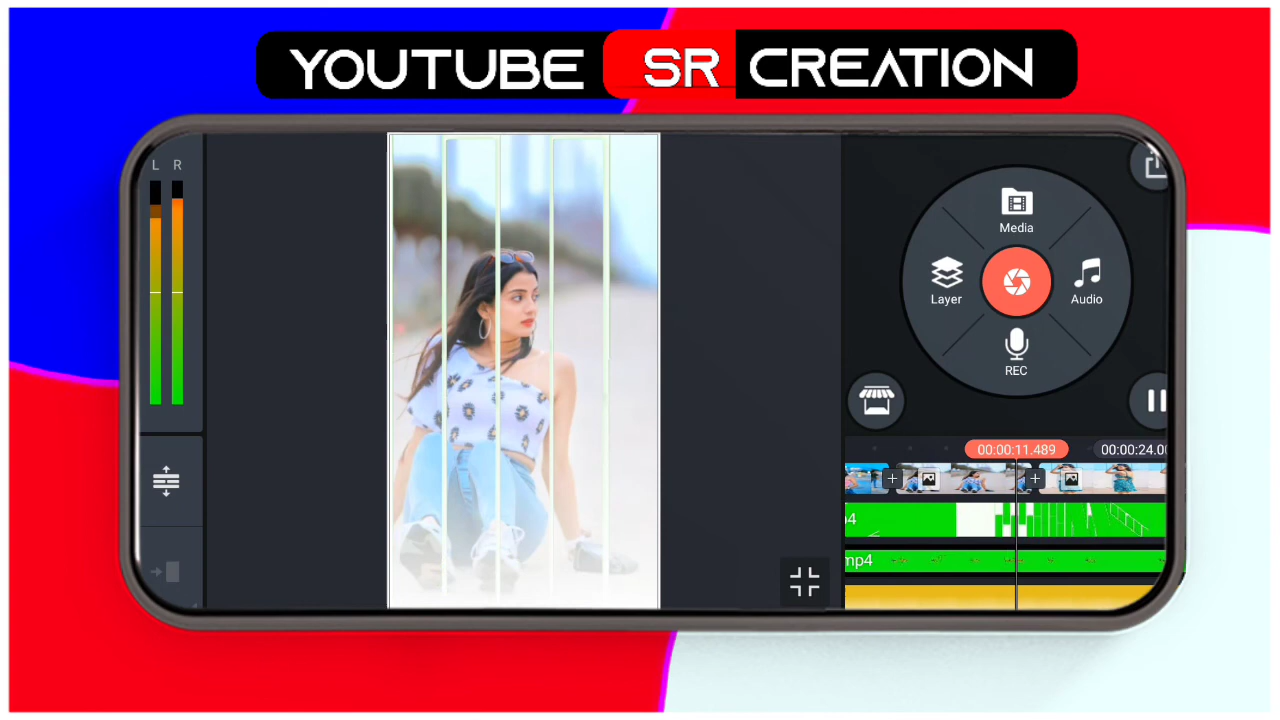 YOUTUBE SR CREATION
L R
Media
Layer
Audio
REC
00:00:11.489
00:00:24.00
mp4